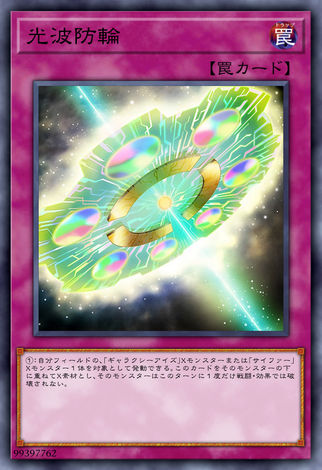 光波防輪
トラップ
罠
【罠カード】
①：自分フィールドの、「ギャラクシーアイズ」Xモンスターまたは「サイファー」
Xモンスター１体を対象として発動できる。このカードをそのモンスターの下
に重ねてX素材とし、そのモンスターはこのターンに１度だけ戦闘・効果では破
壊されない。
99397762